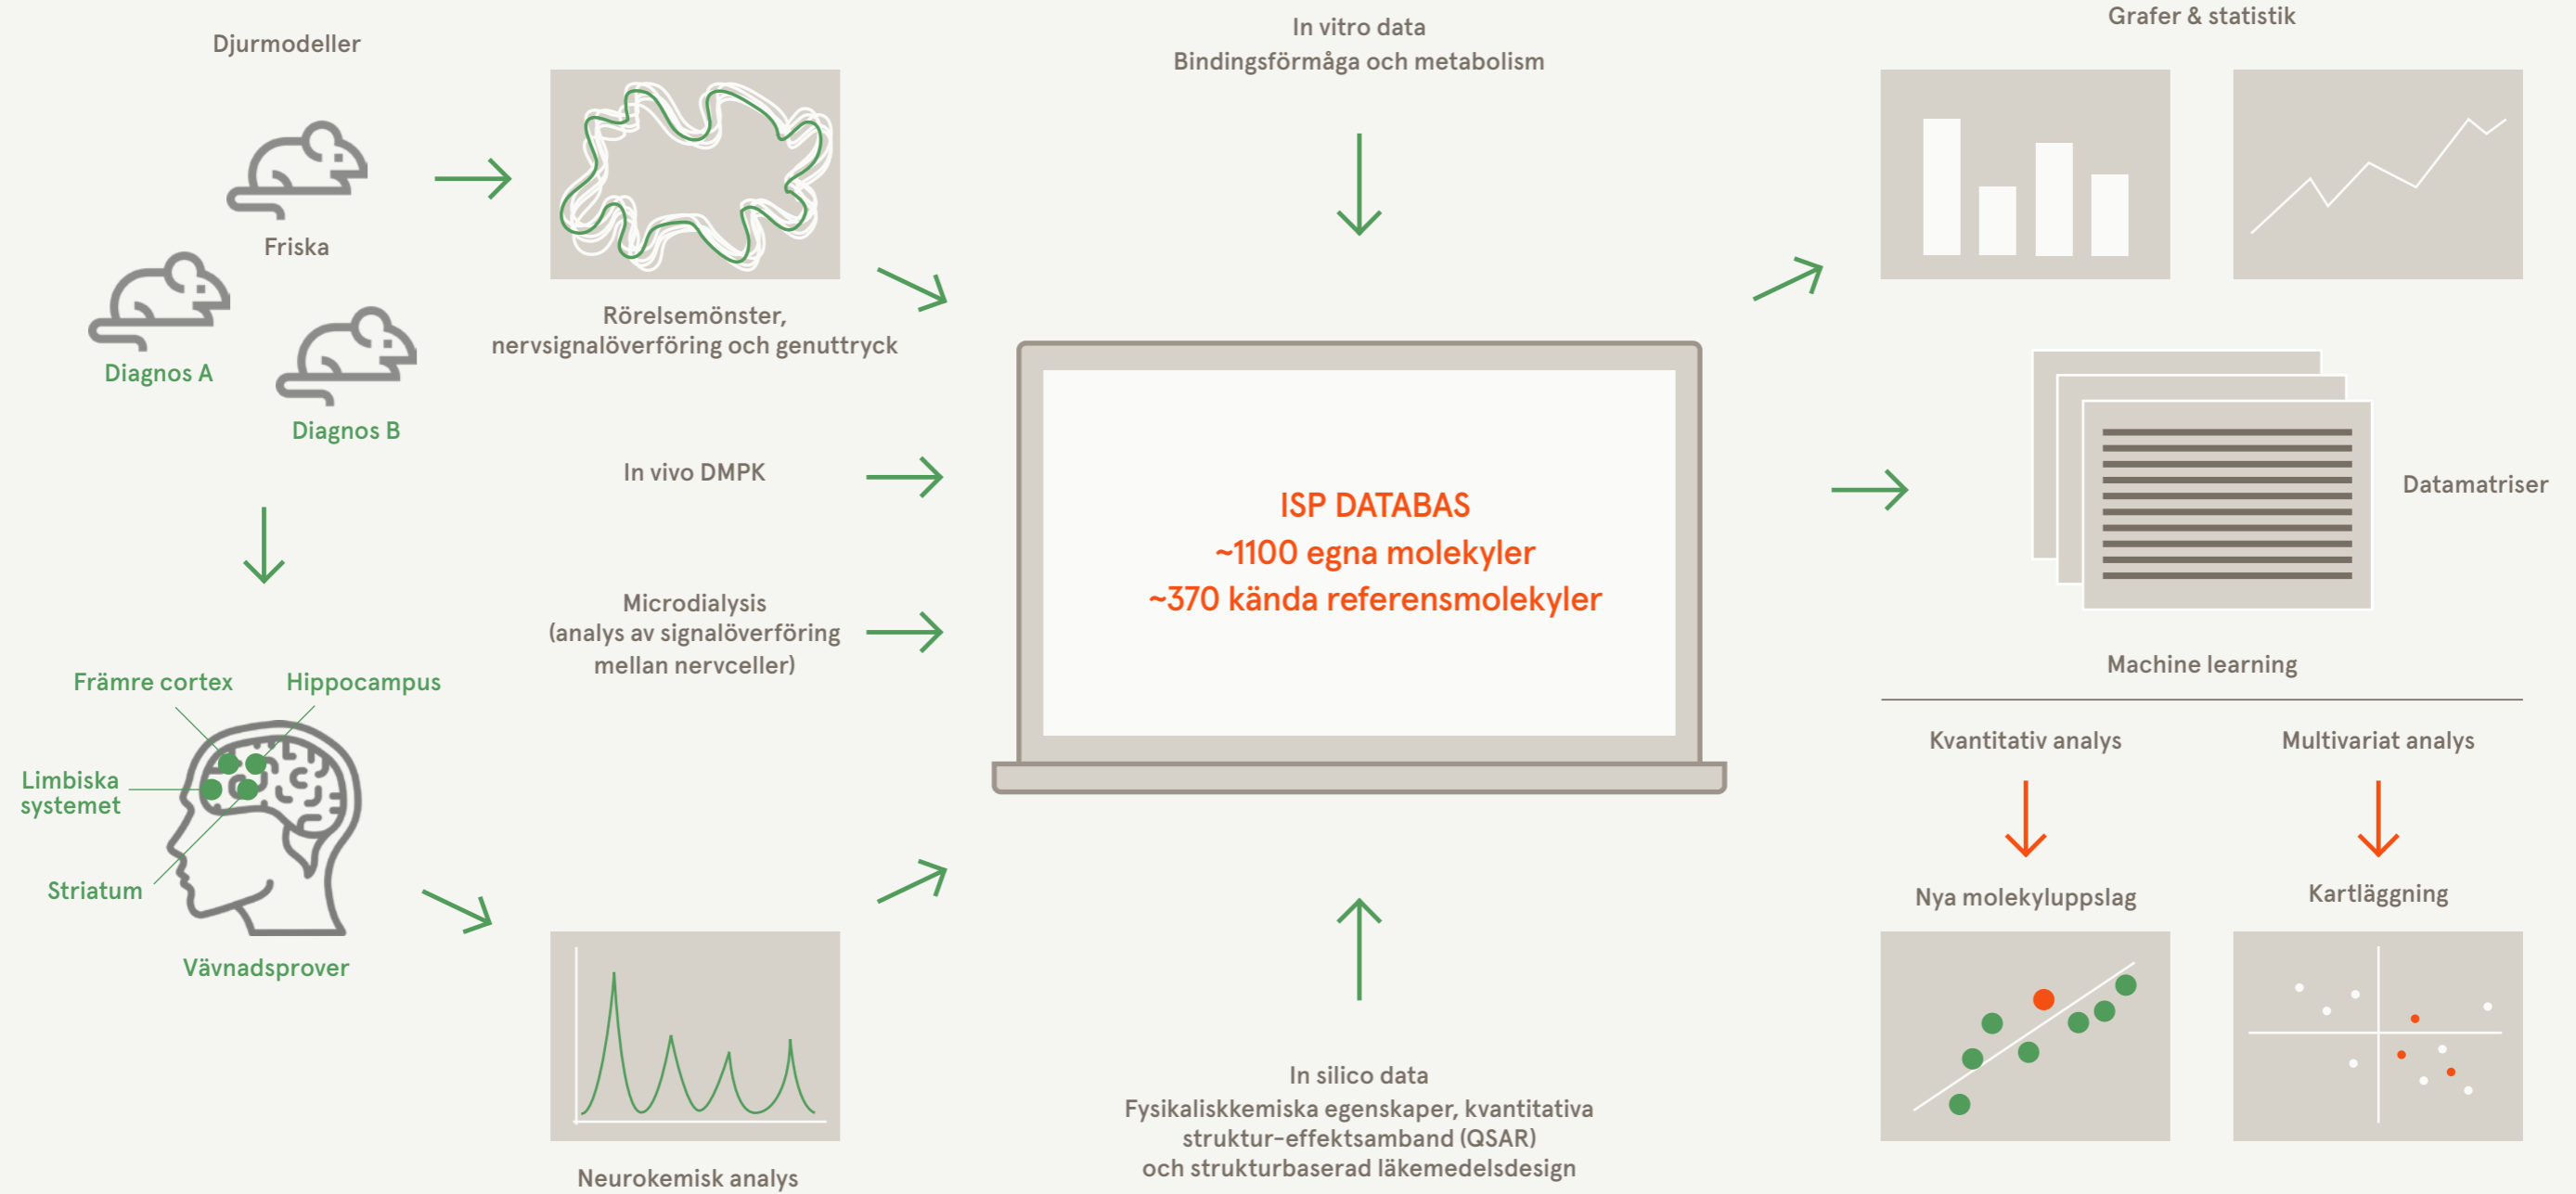 Djurmodeller
Friska
Diagnos A
Diagnos B
Rörelsemönster,
nervsignalöverföring och genuttryck
In vivo DMPK
Microdialysis
(analys av signalöverföring
mellan nervceller)
Främre cortex
Hippocampus
Limbiska
systemet
Striatum
Vävnadsprover
Neurokemisk analys
In vitro data
Bindingsförmåga och metabolism
ISP DATABAS
~1100 egna molekyler
~370 kända referensmolekyler
In silico data
Fysikaliskkemiska egenskaper, kvantitativa
struktur-effektsamband (QSAR)
och strukturbaserad läkemedelsdesign
Grafer & statistik
Datamatriser
Machine learning
Kvantitativ analys
Multivariat analys
Nya molekyluppslag
Kartläggning